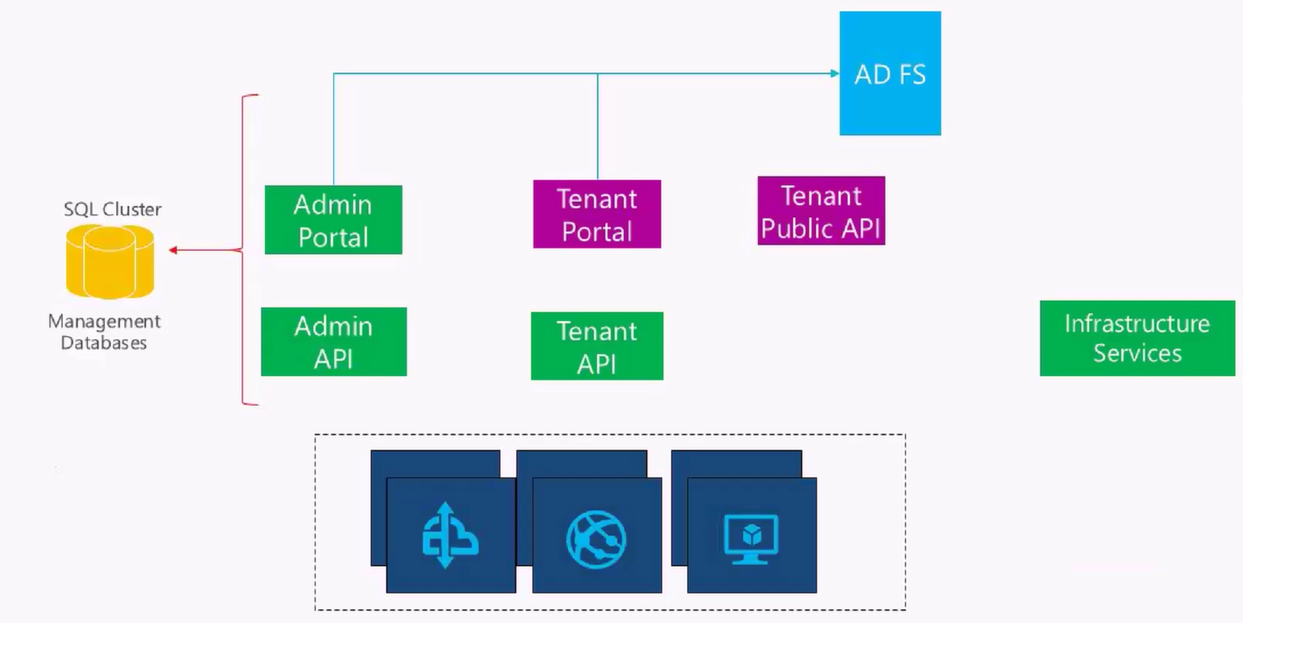 AD FS
Admin
Portal
Tenant
Portal
Tenant
Public API
SQL Cluster
Management
Databases
Admin
API
Tenant
API
Infrastructure
Services